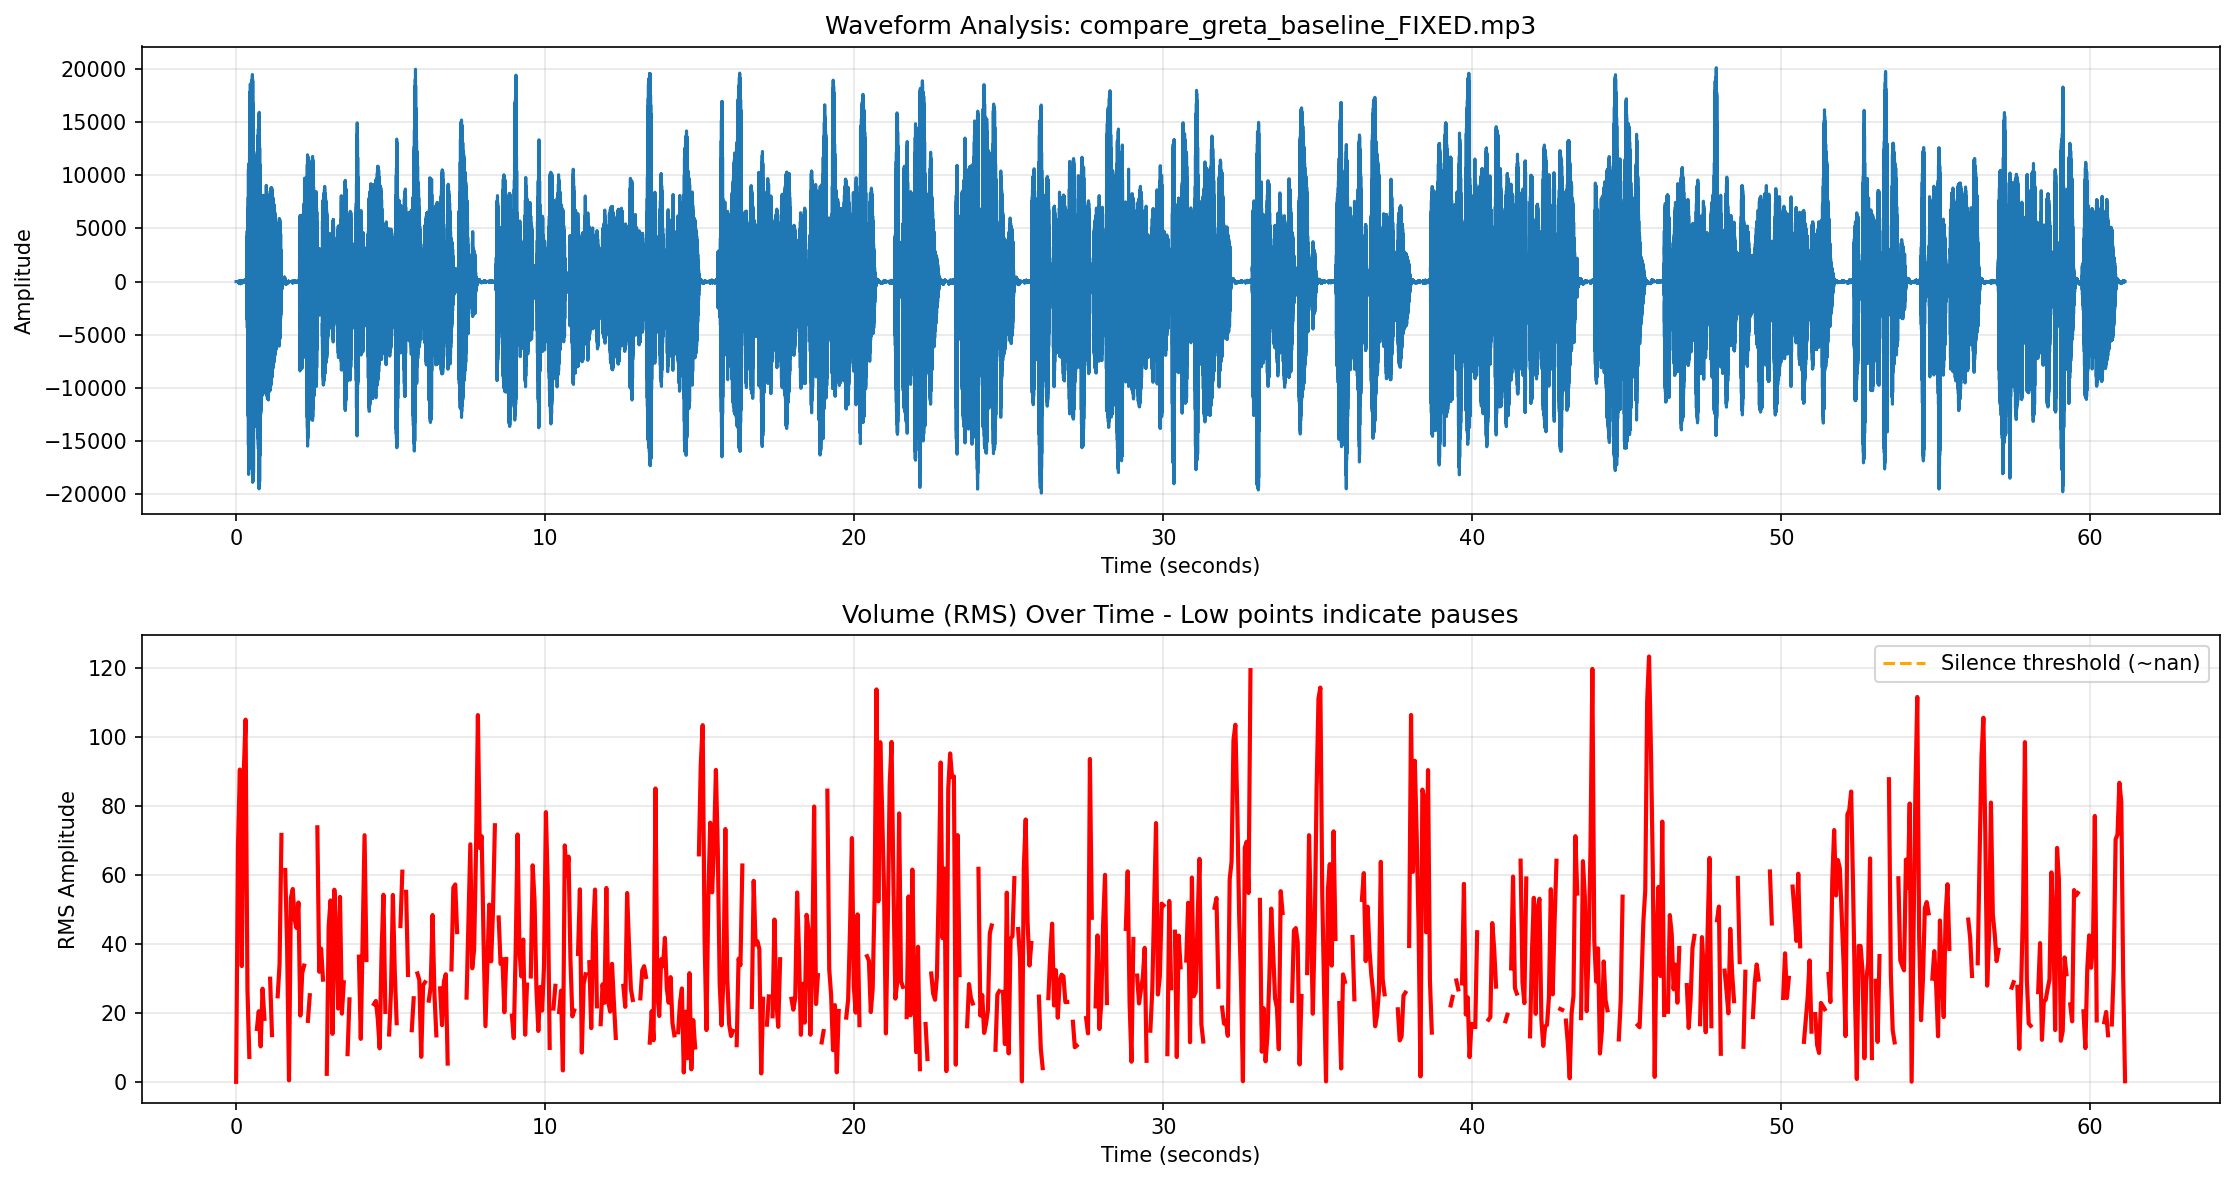 Waveform Analysis: compare_greta_baseline_FIXED.mp3
20000
15000
10000
5000
0
−5000
−10000
−15000
−20000
Amplitude
0 10 20 30 40 50 60
Time (seconds)
Volume (RMS) Over Time - Low points indicate pauses
Silence threshold (~nan)
120
100
80
60
40
20
0
RMS Amplitude
0 10 20 30 40 50 60
Time (seconds)